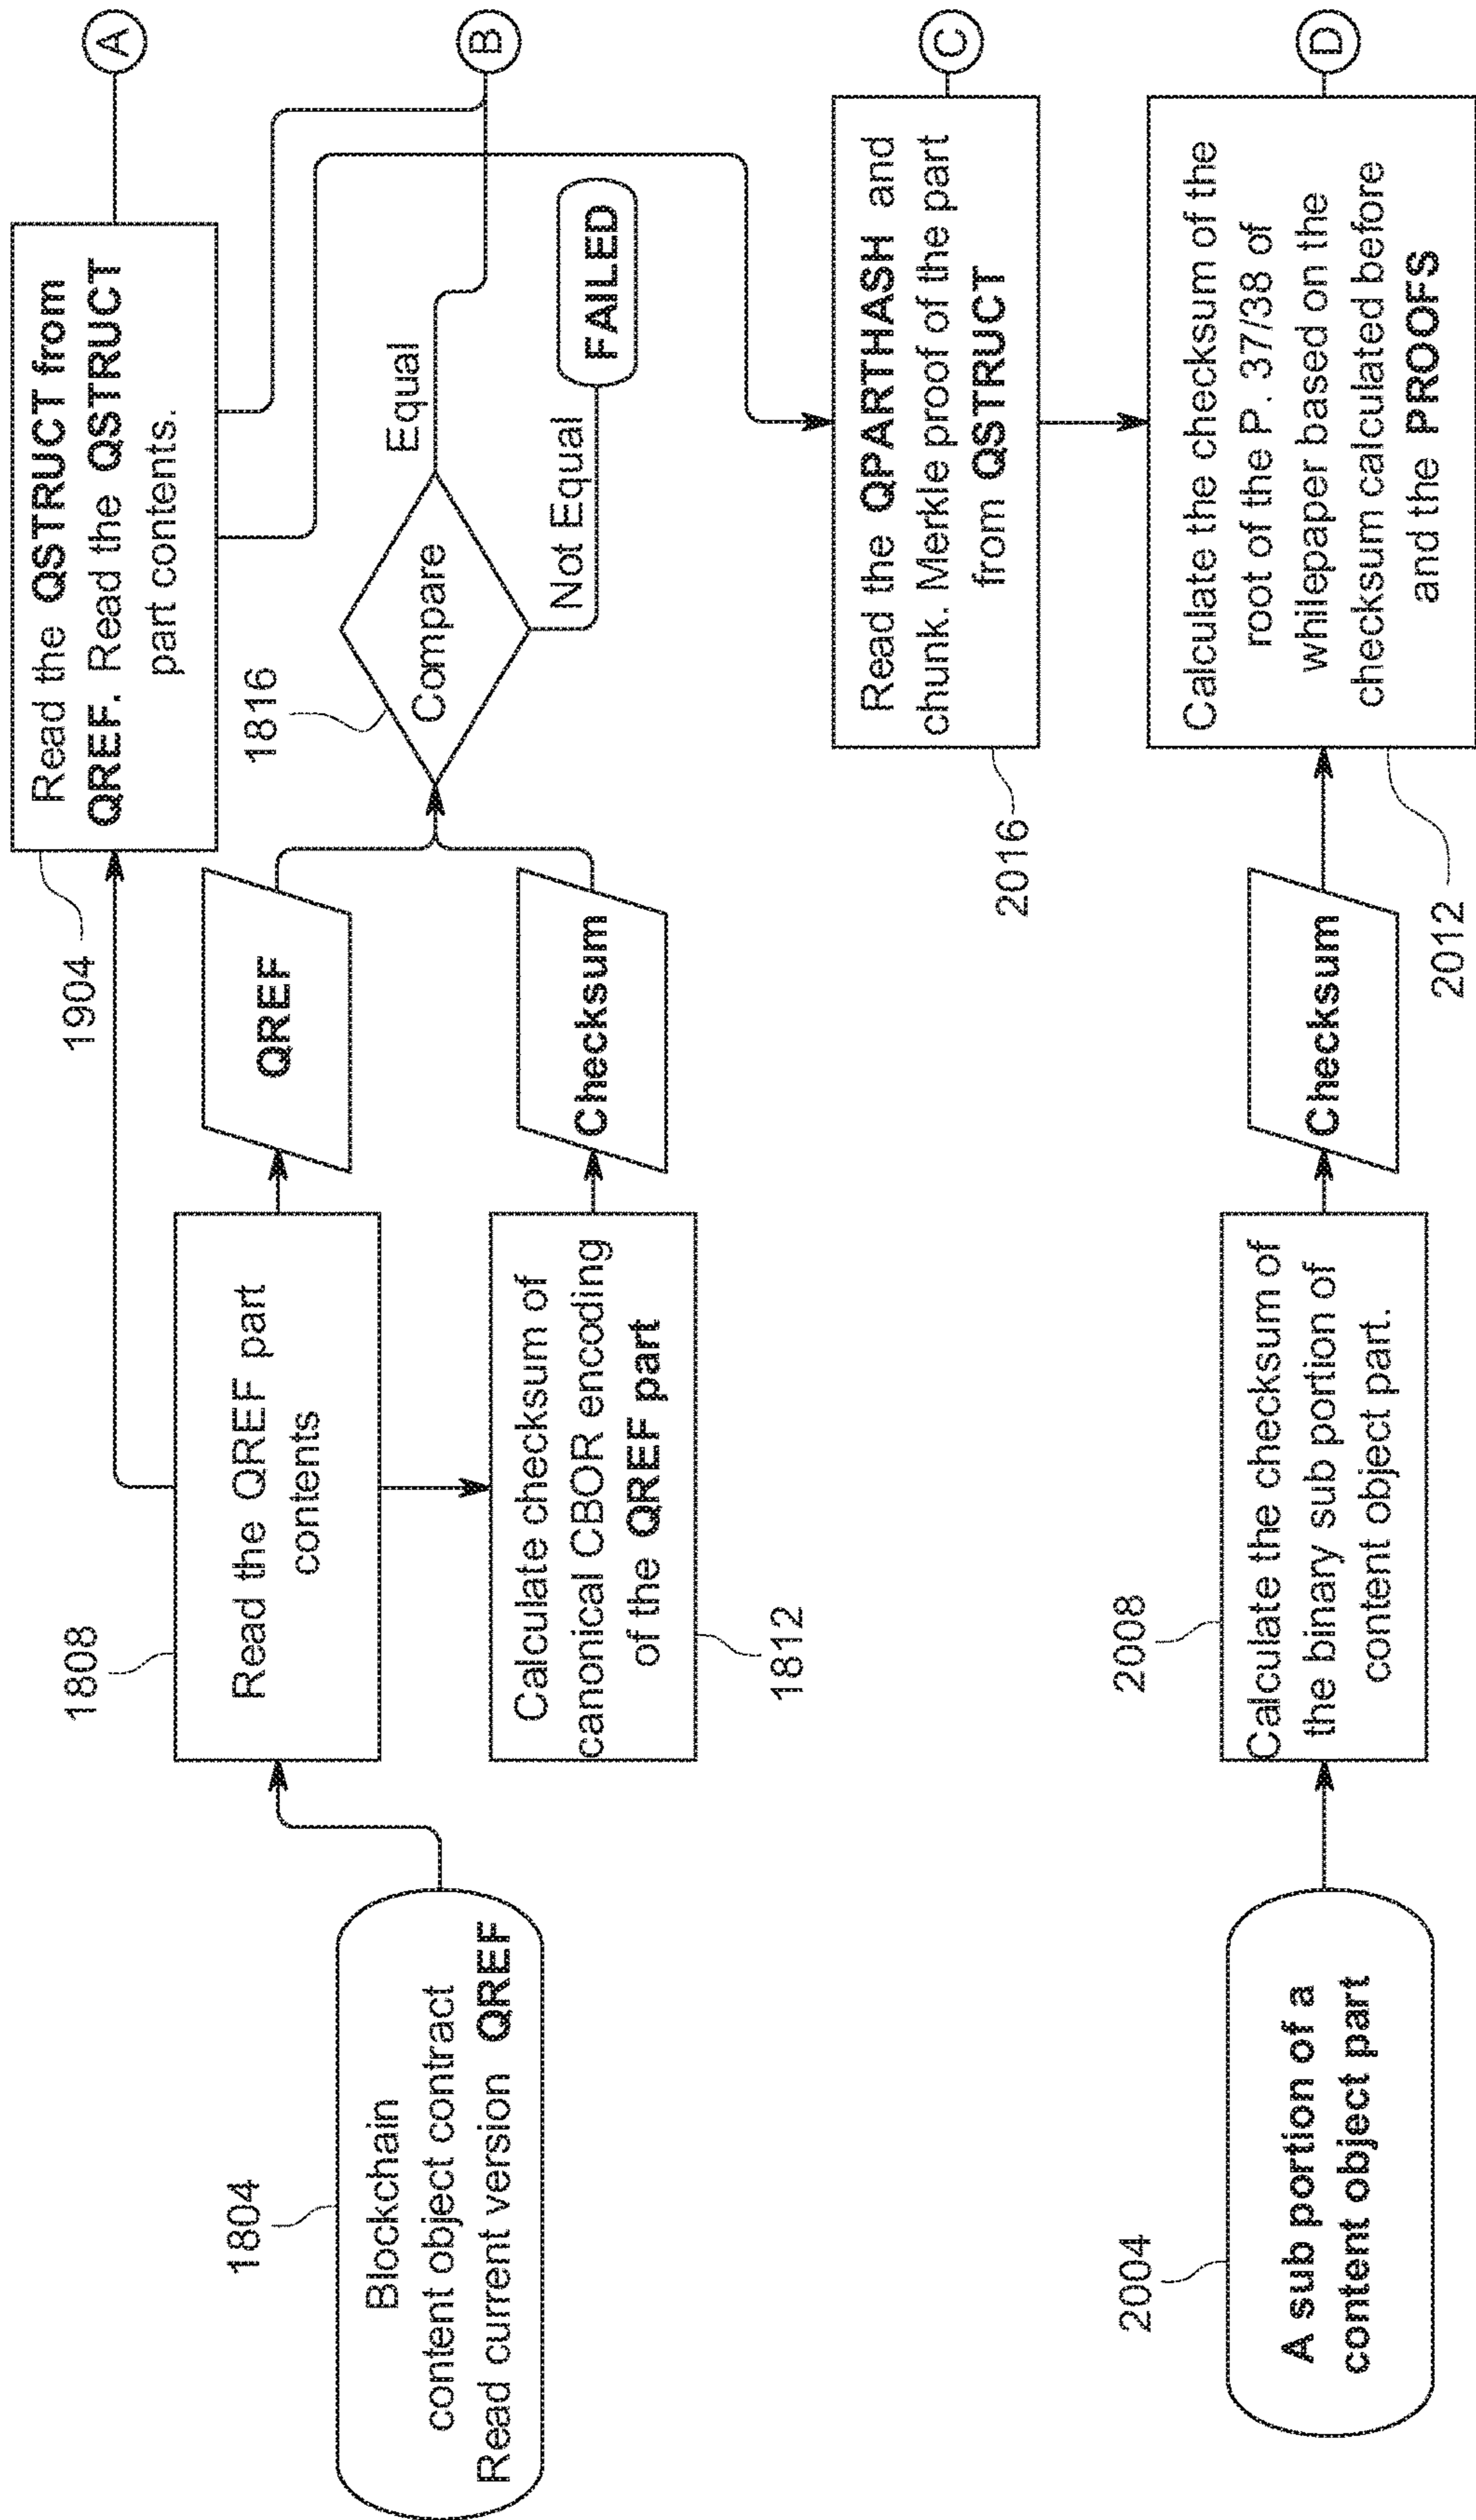 1804
Blockchain
content object contract
Read current version QREF
1808
Read the QREF part
contents
Calculate checksum of
canonical CBOR encoding
of the QREF part
1812
QREF
Checksum
1904
Read the QSTRUCT from
QREF. Read the QSTRUCT
part contents.
1816
Compare
Equal
Not Equal
FAILED
A
B
2004
A sub portion of a
content object part
2008
Calculate the checksum of
the binary sub portion of
content object part.
Checksum
2016
Read the QPARTHASH and
chunk. Merkle proof of the part
from QSTRUCT
C
Calculate the checksum of the
root of the P. 37/38 of
whilepaper based on the
checksum calculated before
and the PROOFS
2012
D